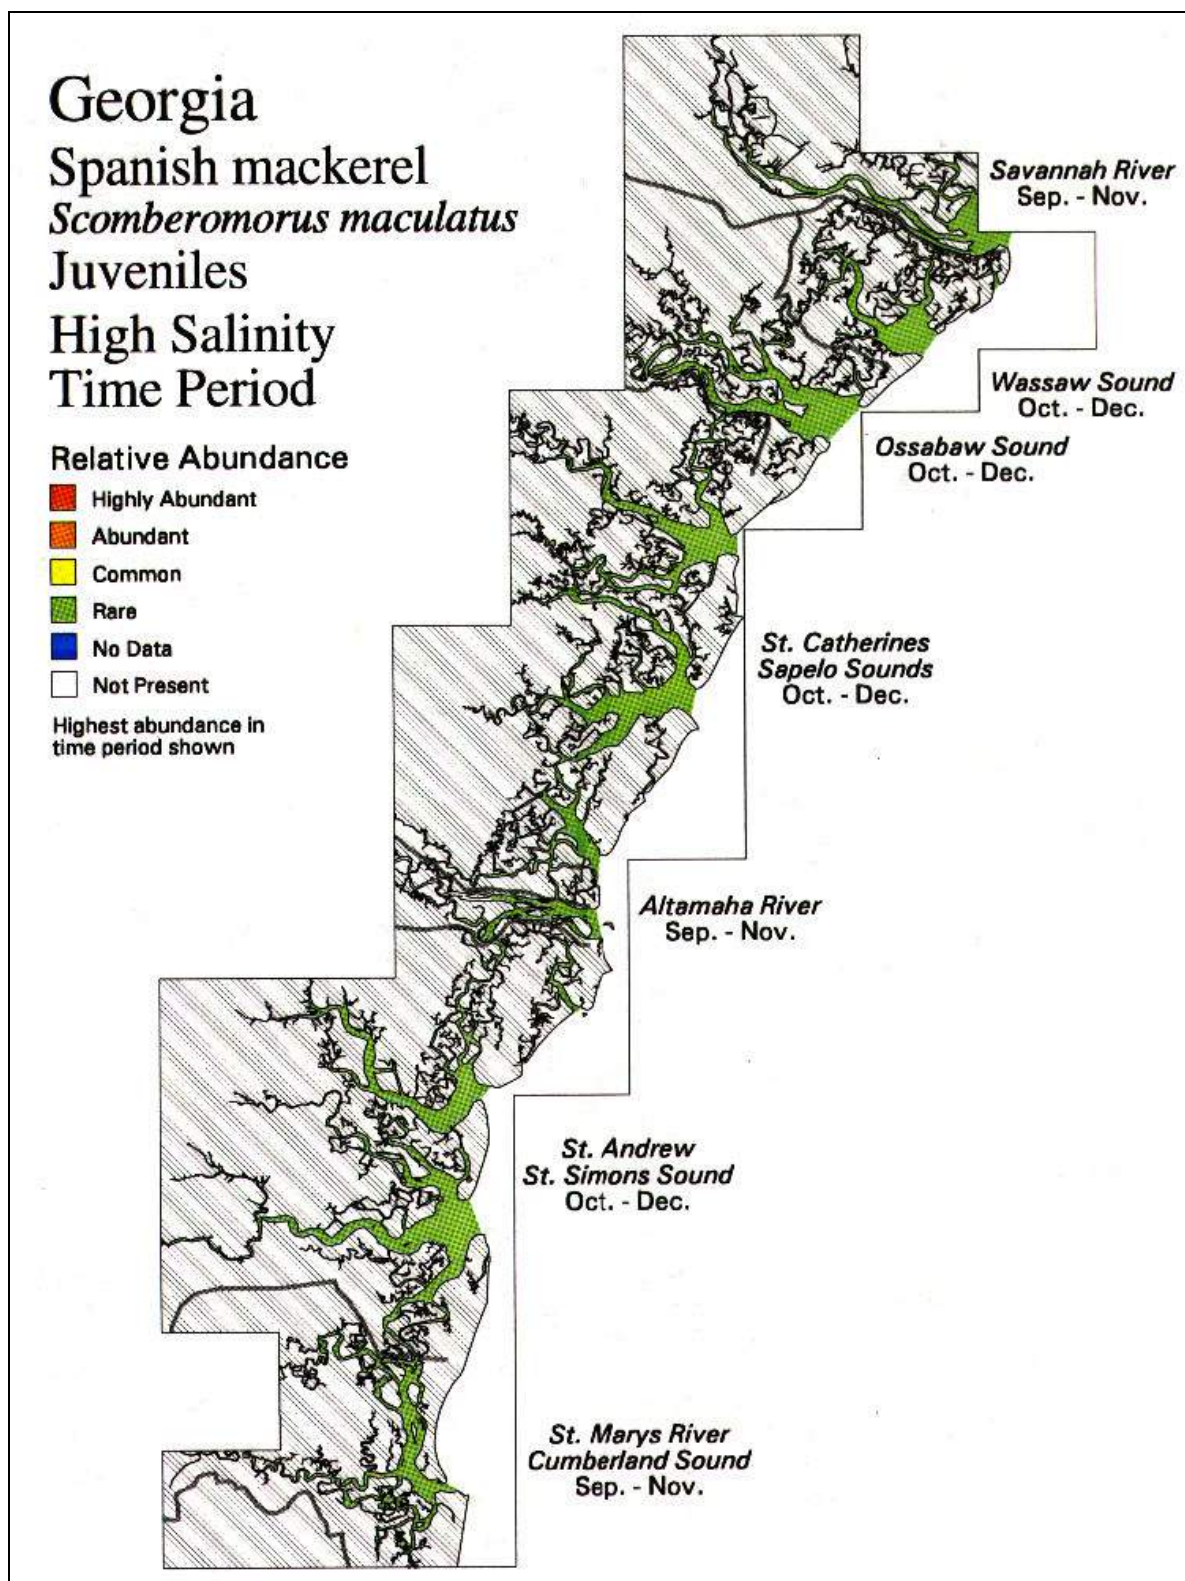 Georgia
Spanish mackerel
Scomberomorus maculatus
Juveniles
High Salinity
Time Period
Relative Abundance
Highly Abundant
Abundant
Common
Rare
No Data
Not Present
Highest abundance in
time period shown
Savannah River
Sep. - Nov.
Wassaw Sound
Oct. - Dec.
Ossabaw Sound
Oct. - Dec.
St. Catherines
Sapelo Sounds
Oct. - Dec.
Altamaha River
Sep. - Nov.
St. Andrew
St. Simons Sound
Oct. - Dec.
St. Marys River
Cumberland Sound
Sep. - Nov.